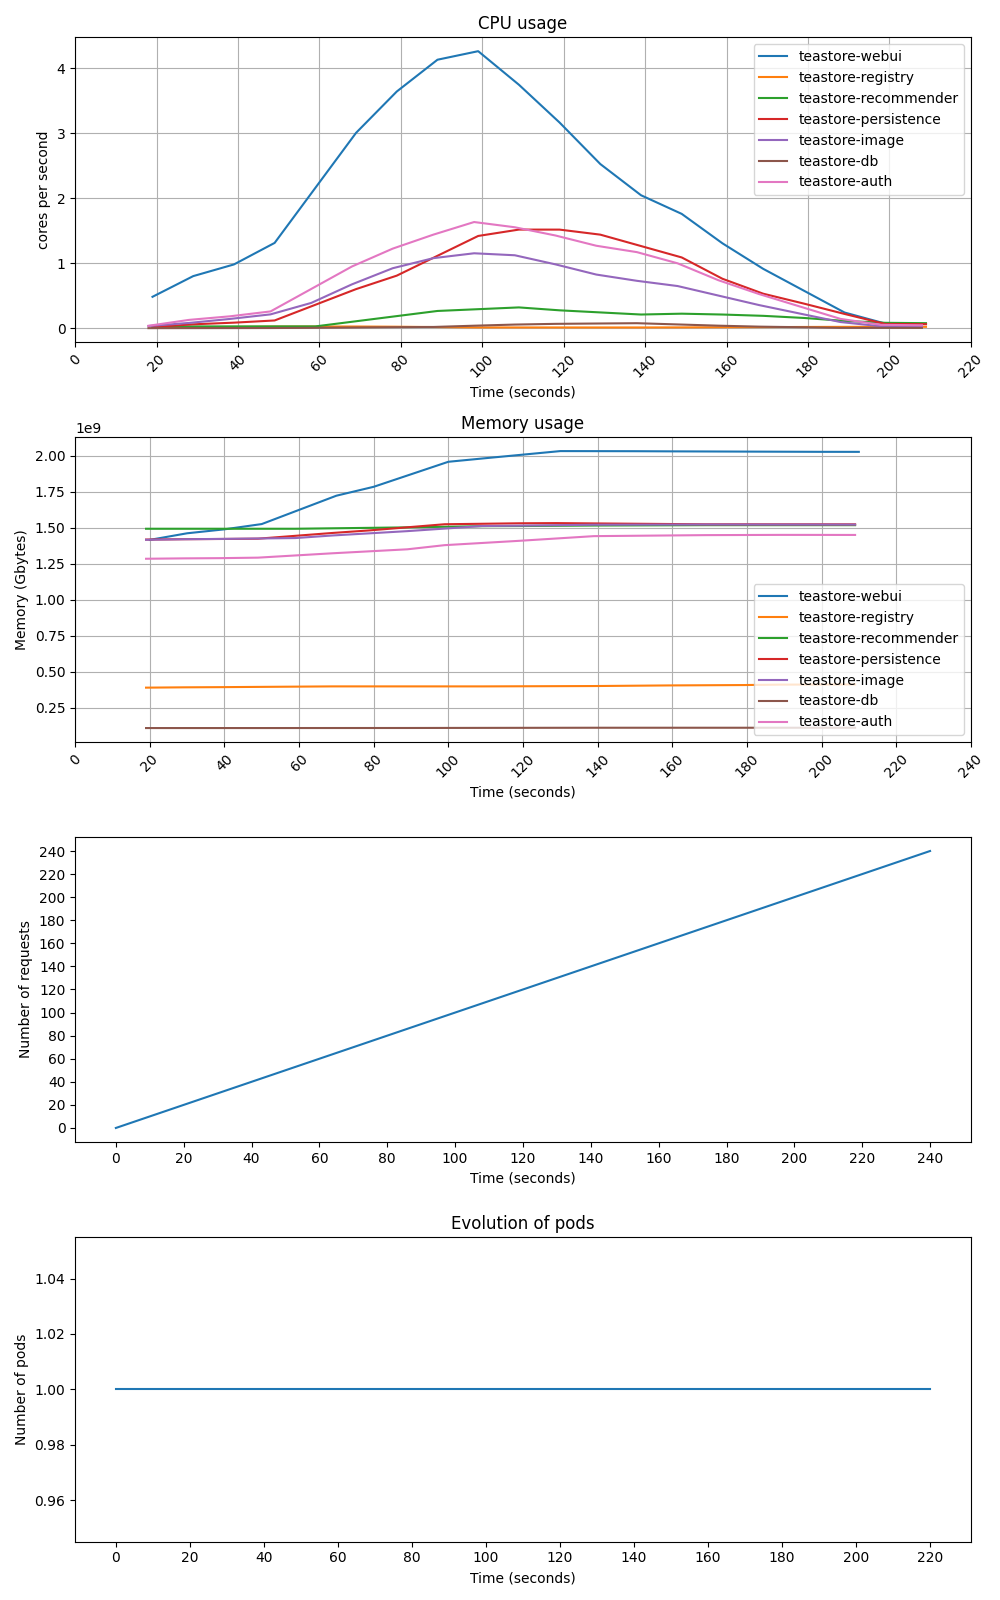 CPU usage
cores per second
4
3
2
1
0
teastore-webui
teastore-registry
teastore-recommender
teastore-persistence
teastore-image
teastore-db
teastore-auth
0 20 40 60 80 100 120 140 160 180 200 220
Time (seconds)
Memory usage
1e9
Memory (Gbytes)
2.00
1.75
1.50
1.25
1.00
0.75
0.50
0.25
teastore-webui
teastore-registry
teastore-recommender
teastore-persistence
teastore-image
teastore-db
teastore-auth
0 20 40 60 80 100 120 140 160 180 200 220 240
Time (seconds)
Number of requests
240
220
200
180
160
140
120
100
80
60
40
20
0
0 20 40 60 80 100 120 140 160 180 200 220 240
Time (seconds)
Evolution of pods
Number of pods
1.04
1.02
1.00
0.98
0.96
0 20 40 60 80 100 120 140 160 180 200 220
Time (seconds)